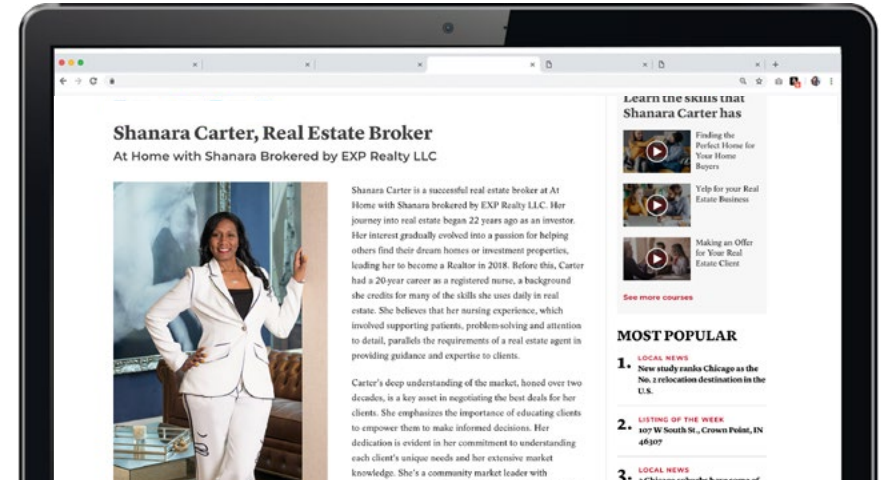 Shanara Carter, Real Estate Broker
At Home with Shanara Brokered by EXP Realty LLC
Shanara Carter is a successful real estate broker at At
Home with Shanara brokered by EXP Realty LLC. Her
journey into real estate began 22 years ago as an investor.
Her interest gradually evolved into a passion for helping
others find their dream homes or investment properties,
leading her to become a Realtor in 2018. Before this, Carter
had a 20-year career as a registered nurse, a background
she credits for many of the skills she uses daily in real
estate. She believes that her nursing experience, which
involved supporting patients, problem-solving and attention
to detail, parallels the requirements of a real estate agent in
providing guidance and expertise to clients.
Carter's deep understanding of the market, honed over two
decades, is a key asset in negotiating the best deals for her
clients. She emphasizes the importance of educating clients
to empower them to make informed decisions. Her
dedication is evident in her commitment to understanding
each client's unique needs and her extensive market
knowledge. She's a community market leader with
Learn the skills that
Shanara Carter has
Finding the
Perfect Home for
Your Home
Buyers
Yelp for your Real
Estate Business
Making an Offer
for Your Real
Estate Client
See more courses
MOST POPULAR
1. LOCAL NEWS
New study ranks Chicago as the
No. 2 relocation destination in the
U.S.
2. LISTING OF THE WEEK
107 W South St., Crown Point, IN
46307
3. LOCAL NEWS